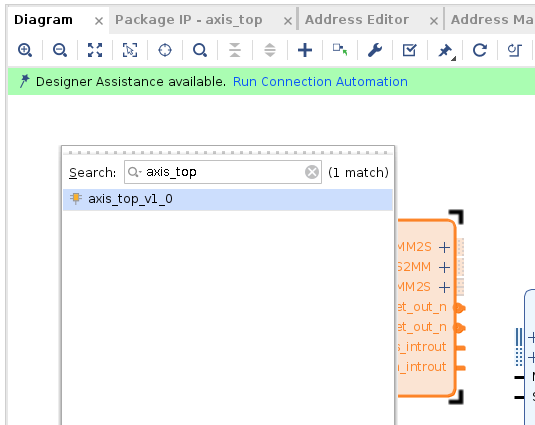 Diagram × Package IP - axis_top × Address Editor × Address Ma
Designer Assistance available. Run Connection Automation
Search: axis_top (1 match)
axis_top_v1_0
MM2S
S2MM
MM2S
et_out_n
et_out_n
s_introut
_introut